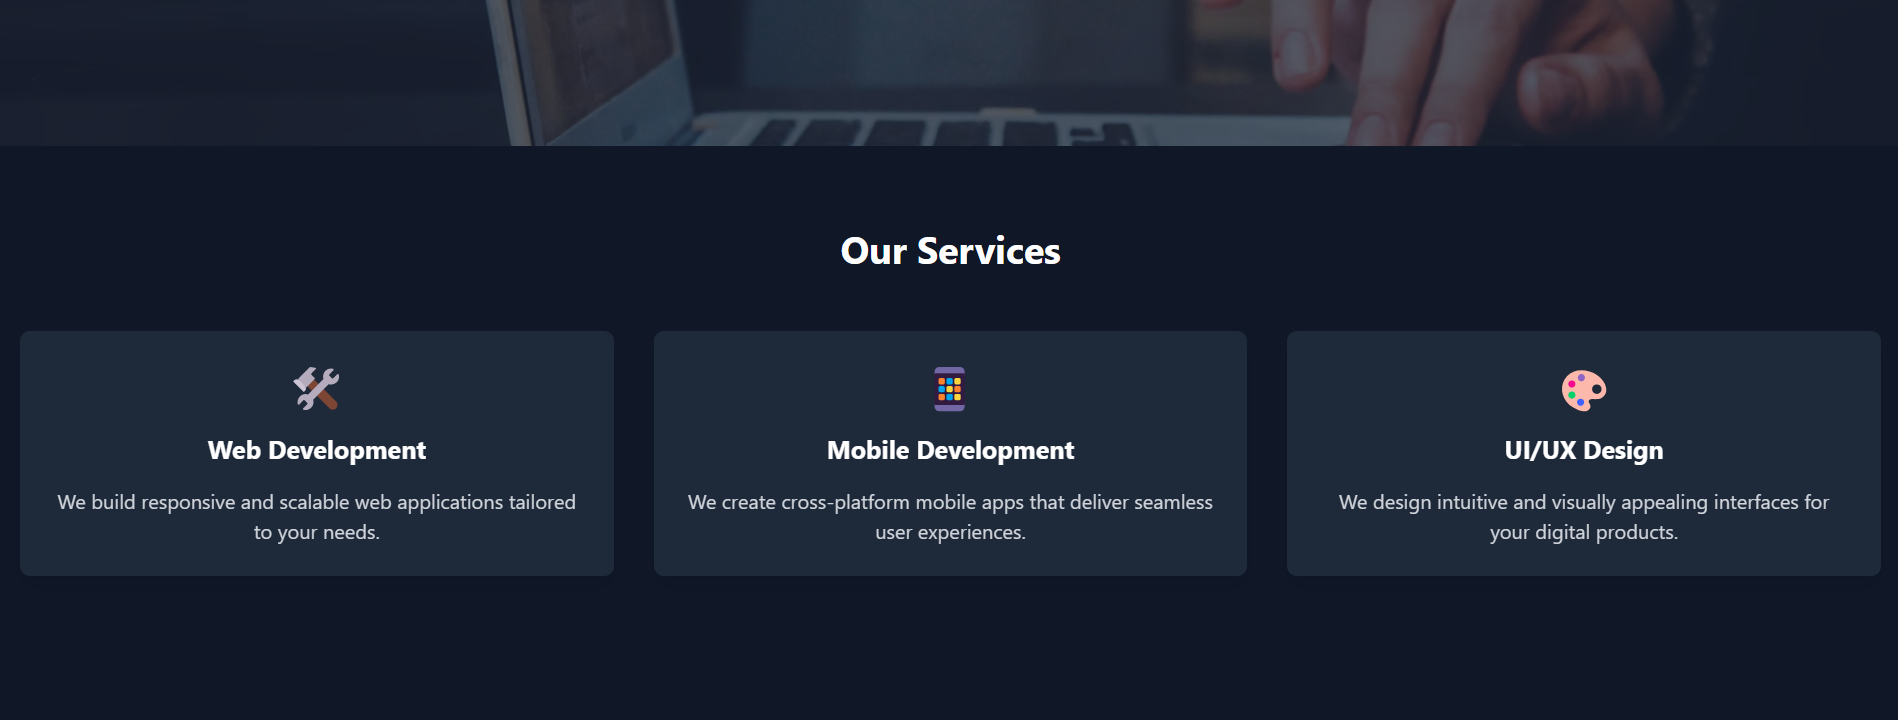 Our Services
Web Development
We build responsive and scalable web applications tailored
to your needs.
Mobile Development
We create cross-platform mobile apps that deliver seamless
user experiences.
UI/UX Design
We design intuitive and visually appealing interfaces for
your digital products.